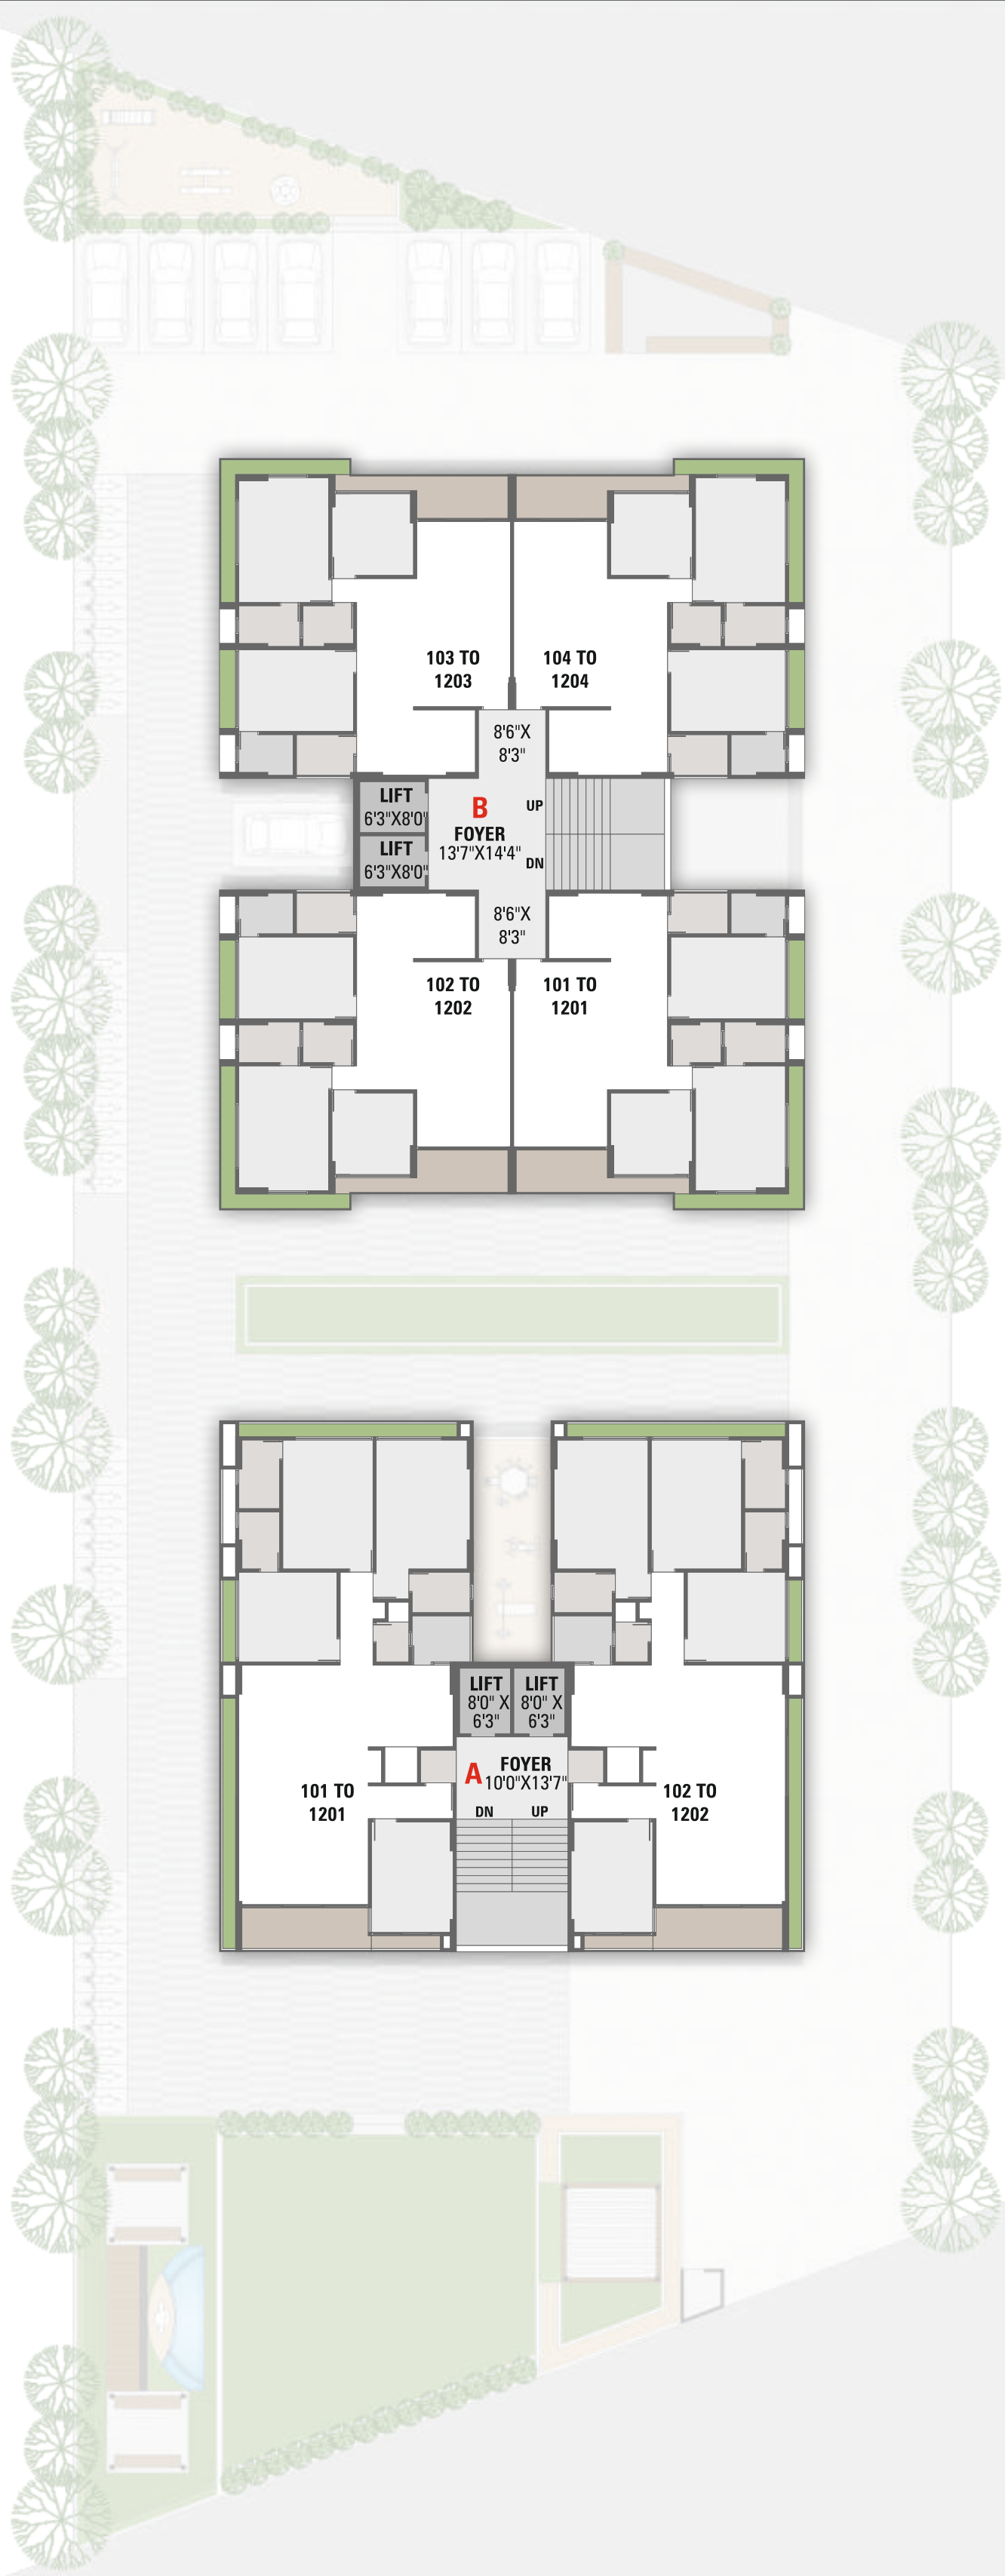 103 TO
1203
104 TO
1204
8'6"X
8'3"
LIFT
6'3"X8'0"
LIFT
6'3"X8'0"
B
FOYER
13'7"X14'4"
UP
DN
8'6"X
8'3"
102 TO
1202
101 TO
1201
LIFT
8'0" X
6'3"
LIFT
8'0" X
6'3"
A FOYER
10'0"X13'7"
DN UP
101 TO
1201
102 TO
1202